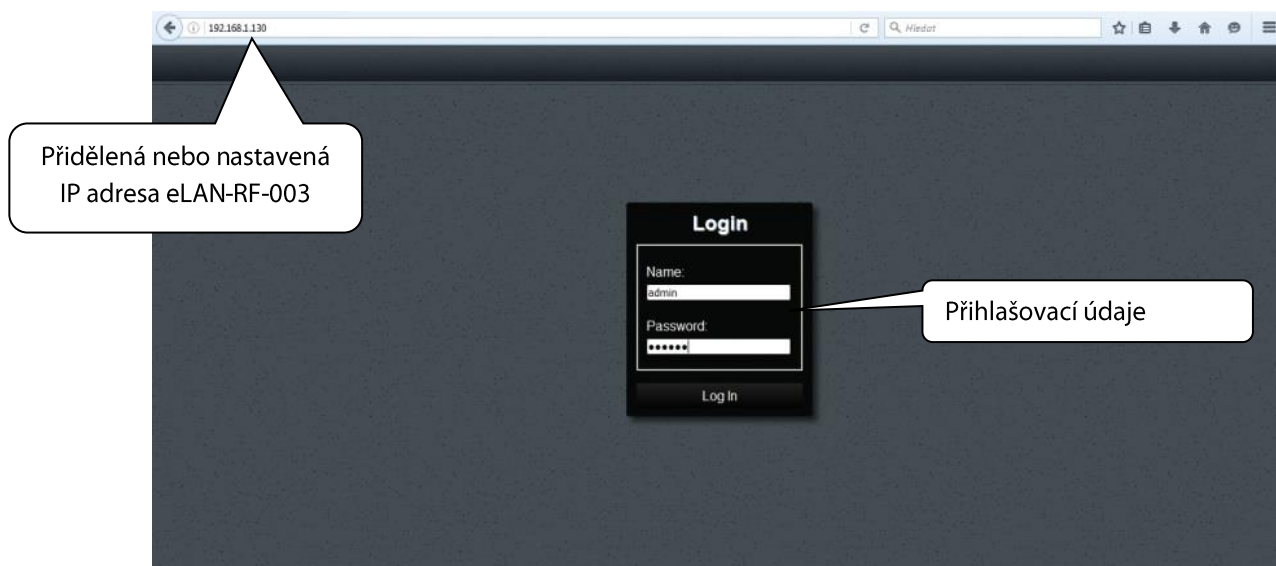 192.168.1.130
Hledat
Přidělená nebo nastavená
IP adresa eLAN-RF-003
Login
Name:
admin
Přihlašovací údaje
Password:
••••••
Log In